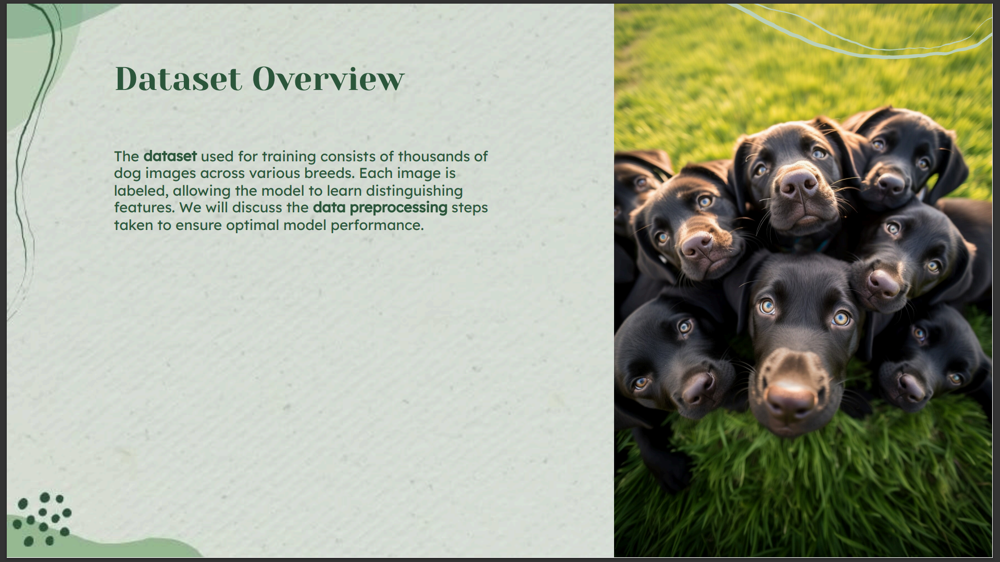 Dataset Overview
The dataset used for training consists of thousands of
dog images across various breeds. Each image is
labeled, allowing the model to learn distinguishing
features. We will discuss the data preprocessing steps
taken to ensure optimal model performance.